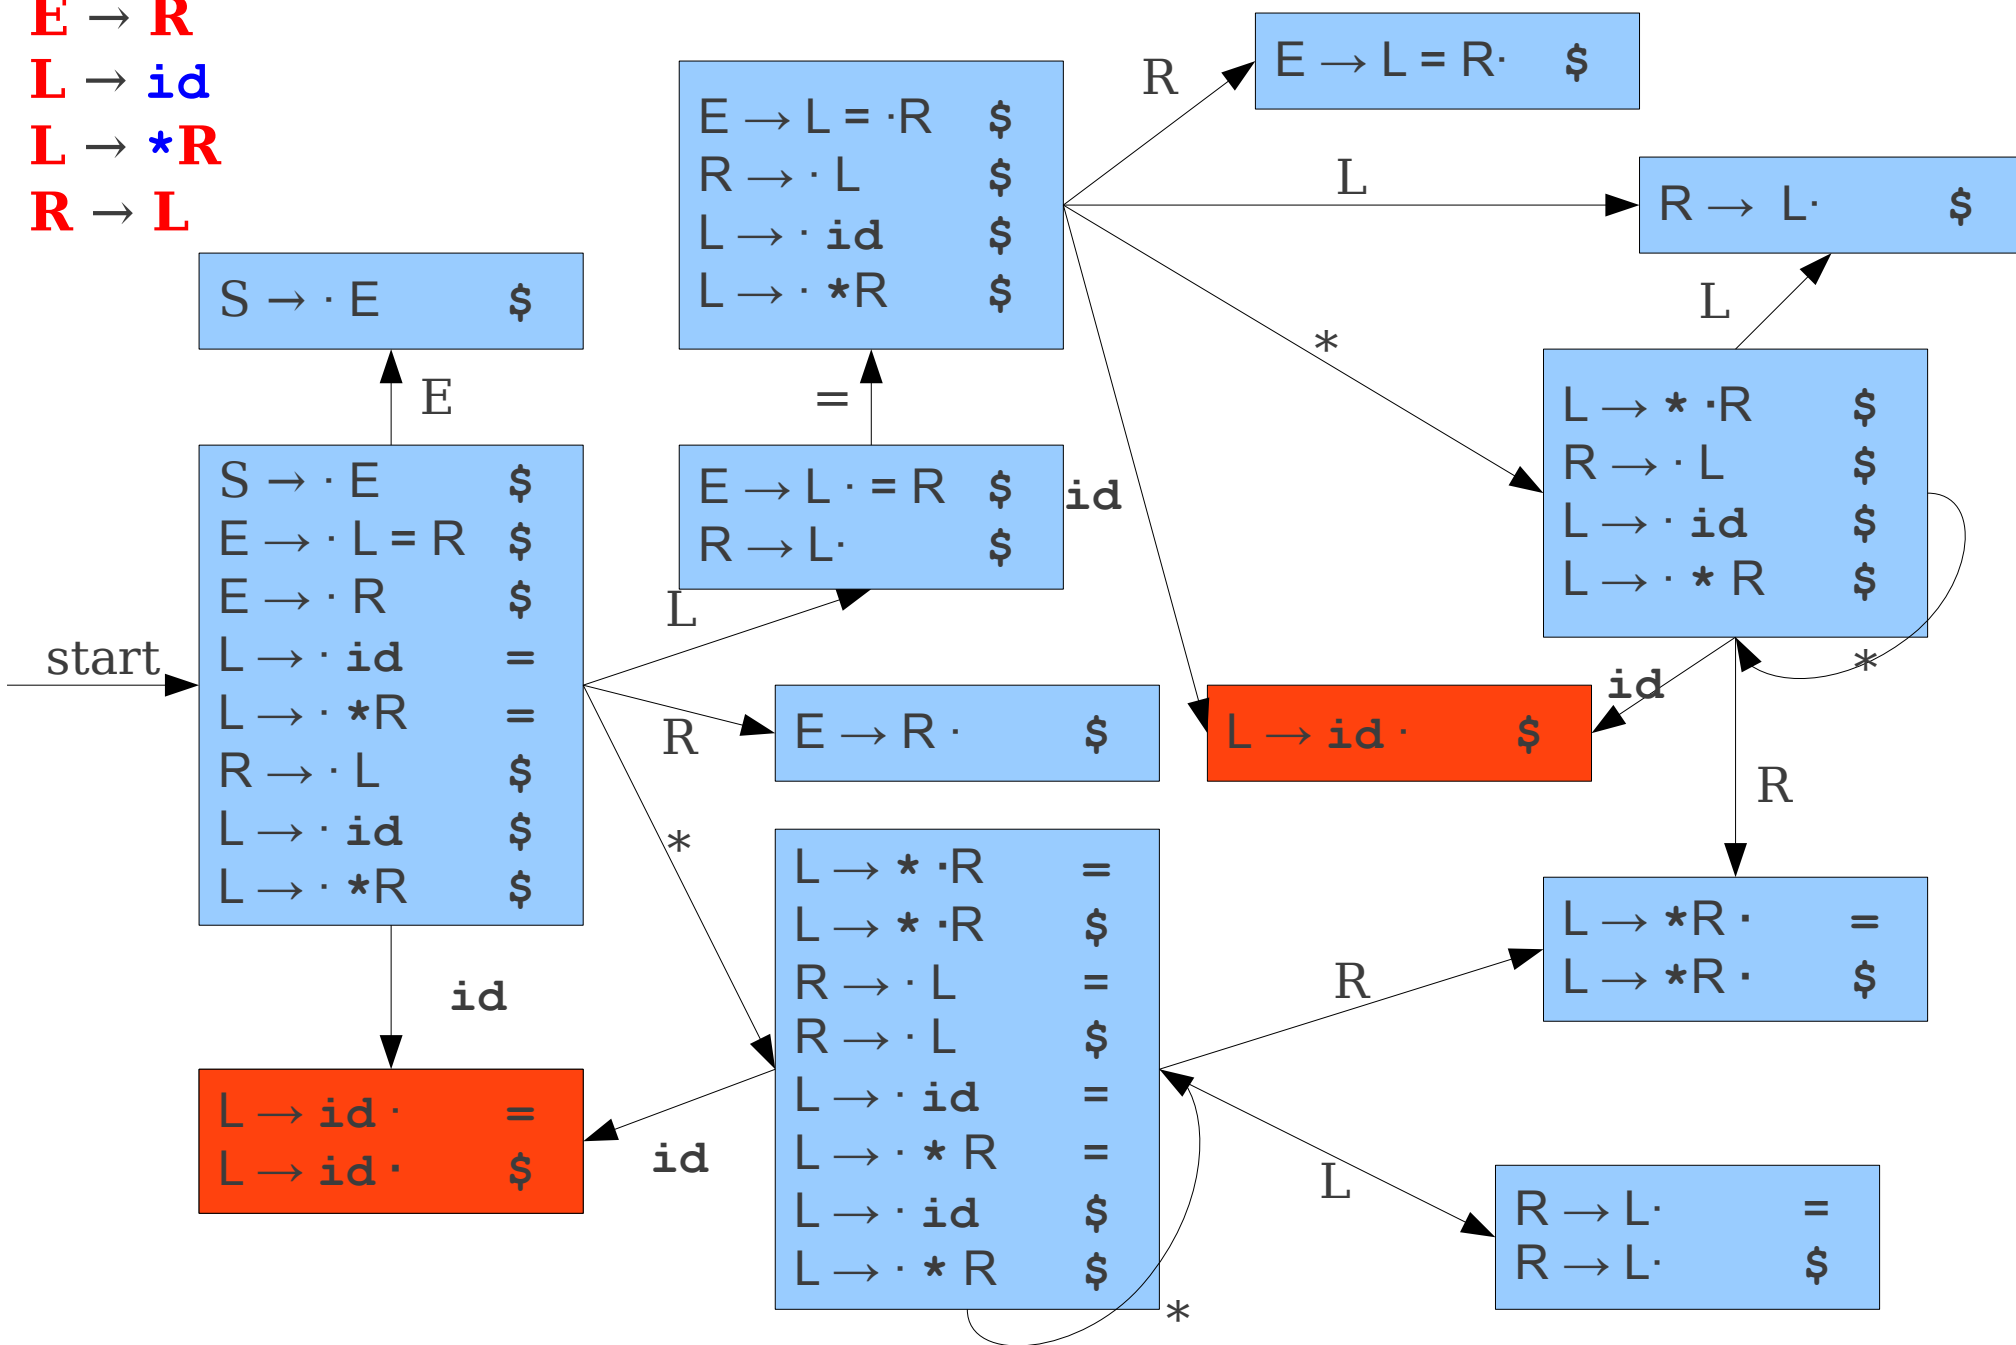 E → R
L → id
L → *R
R → L
S → · E $
E
start
S → · E $
E → · L = R $
E → · R $
L → · id =
L → · *R =
R → · L $
L → · id $
L → · *R $
id
L → id · =
L → id · $
E → L = ·R $
R → · L $
L → · id $
L → · *R $
=
E → L · = R $
R → L· $
L
R
*
id
E → R · $
L → * ·R =
L → * ·R $
R → · L =
R → · L $
L → · id =
L → · * R =
L → · id $
L → · * R $
*
R
L
R
L
*
id
E → L = R· $
R → L· $
L
L → * ·R $
R → · L $
L → · id $
L → · * R $
*
id
R
L → id · $
L → *R · =
L → *R · $
R → L· =
R → L· $